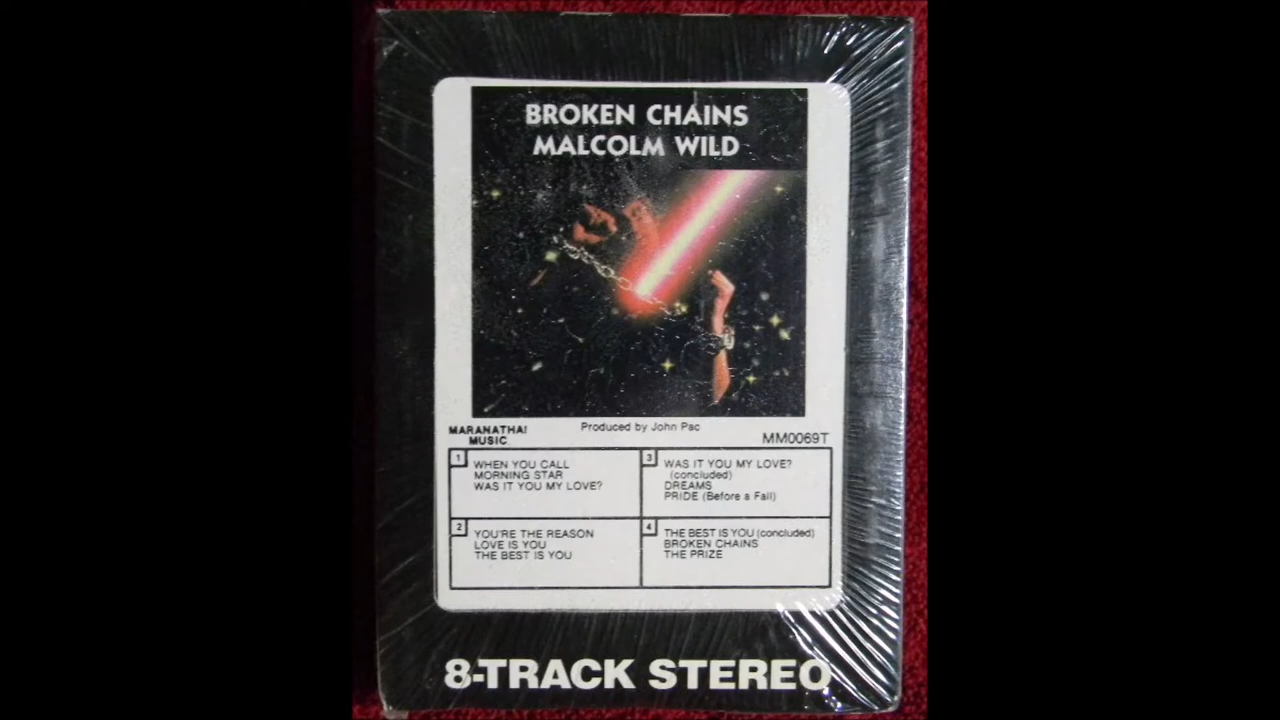 BROKEN CHAINS
MALCOLM WILD
MARANATHA!
MUSIC
Produced by John Pac
MM0069T
1
WHEN YOU CALL
MORNING STAR
WAS IT YOU MY LOVE?
2
YOU'RE THE REASON
LOVE IS YOU
THE BEST IS YOU
3
WAS IT YOU MY LOVE?
(concluded)
DREAMS
PRIDE (Before a Fall)
4
THE BEST IS YOU (concluded)
BROKEN CHAINS
THE PRIZE
8-TRACK STEREO